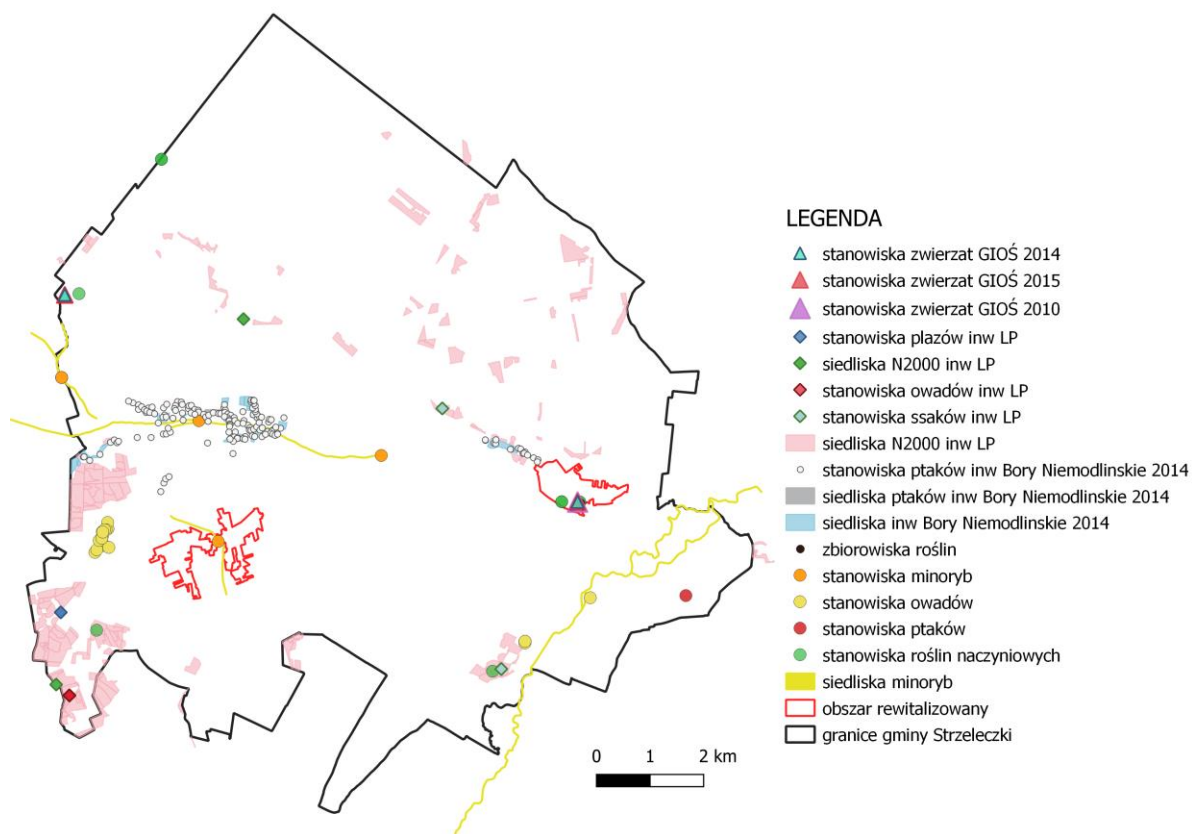 LEGENDA
stanowiska zwierzat GIOŚ 2014
stanowiska zwierzat GIOŚ 2015
stanowiska zwierzat GIOŚ 2010
stanowiska plazów inw LP
siedliska N2000 inw LP
stanowiska owadów inw LP
stanowiska ssaków inw LP
siedliska N2000 inw LP
stanowiska ptaków inw Bory Niemodlinskie 2014
siedliska ptaków inw Bory Niemodlinskie 2014
siedliska inw Bory Niemodlinskie 2014
zbiorowiska roślin
stanowiska minoryb
stanowiska owadów
stanowiska ptaków
stanowiska roślin naczyniowych
siedliska minoryb
obszar rewitalizowany
granice gminy Strzeleczki
0 1 2 km